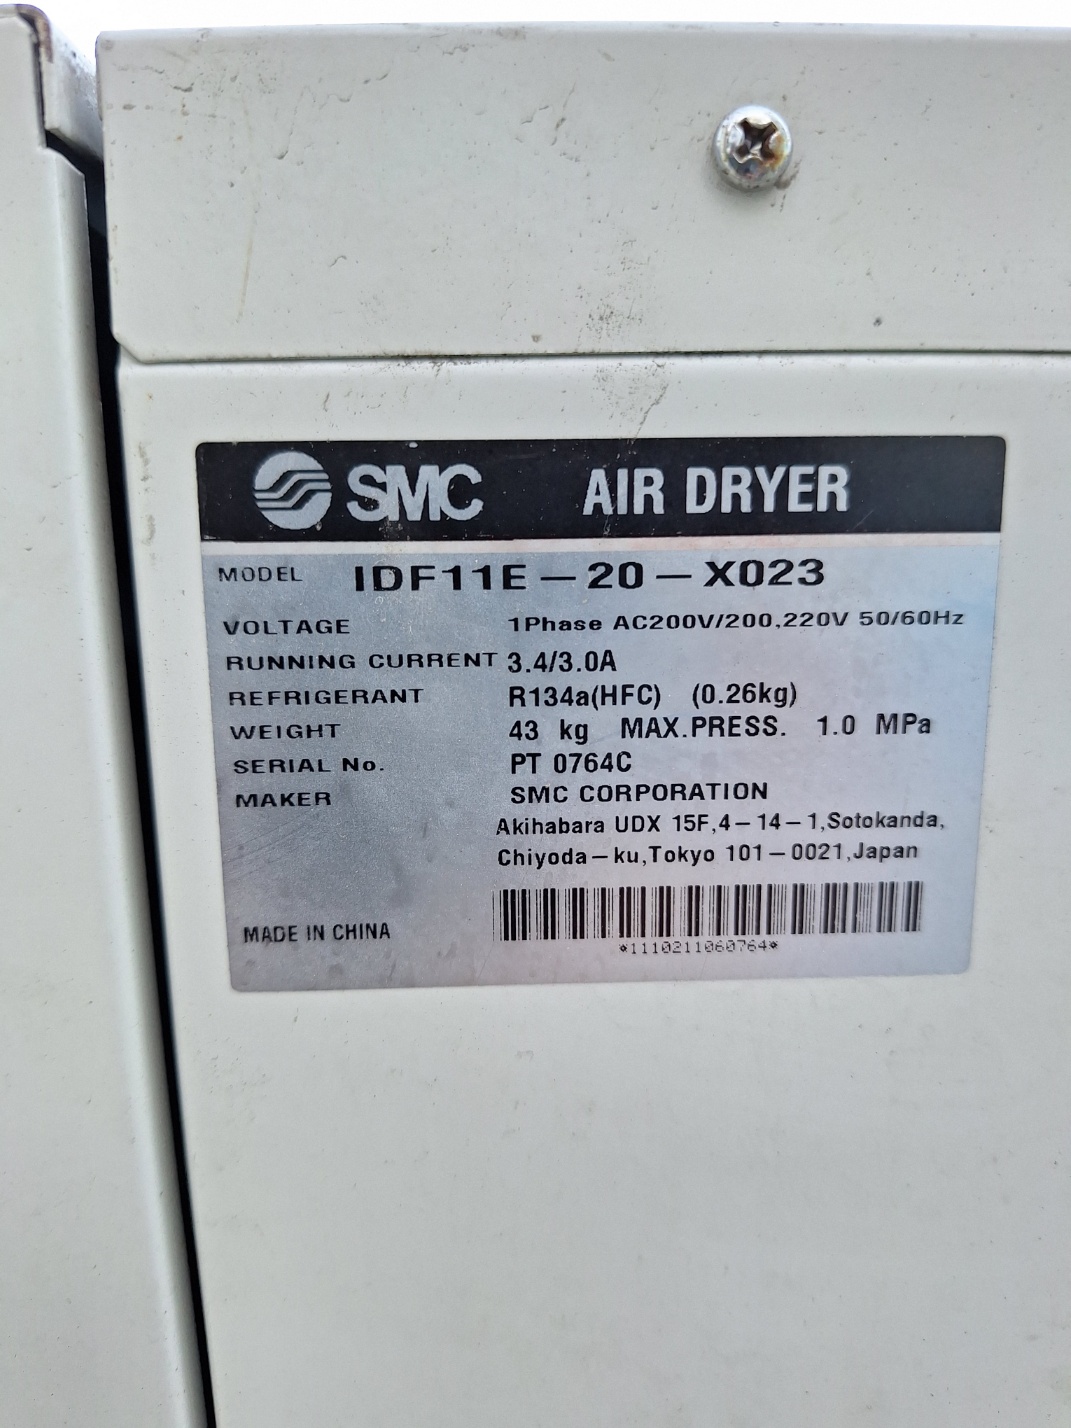 SMC AIR DRYER
MODEL IDF11E-20-X023
VOLTAGE 1Phase AC200V/200,220V 50/60Hz
RUNNING CURRENT 3.4/3.0A
REFRIGERANT R134a(HFC) (0.26kg)
WEIGHT 43 kg MAX.PRESS. 1.0 MPa
SERIAL No. PT 0764C
MAKER SMC CORPORATION
Akihabara UDX 15F,4-14-1,Sotokanda,
Chiyoda-ku,Tokyo 101-0021,Japan
MADE IN CHINA
*1110211060764*